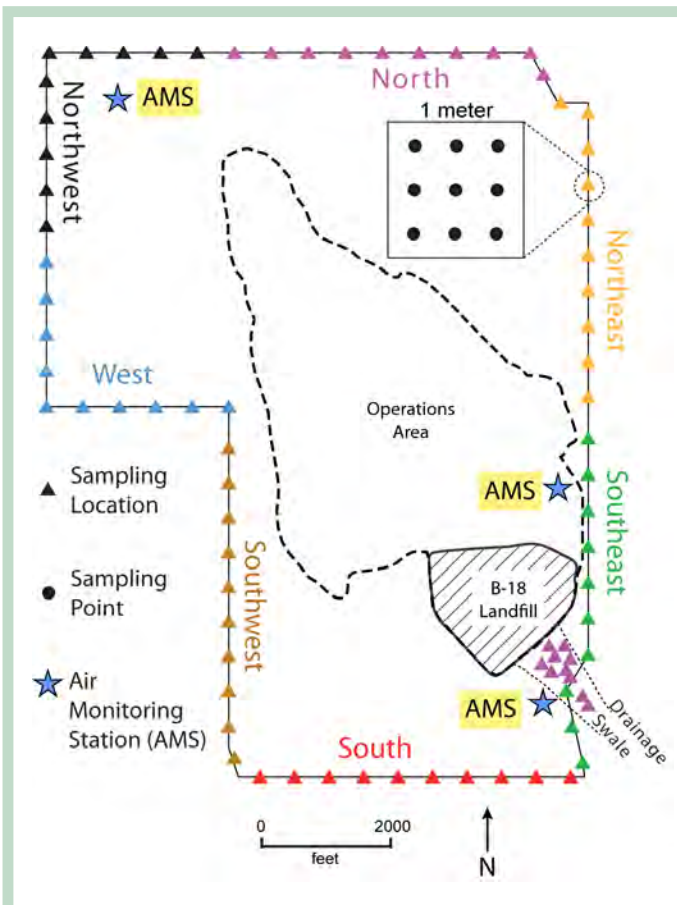 North
AMS
1 meter
Northwest
Northeast
West
Operations
Area
Sampling
Location
AMS
Southeast
Southwest
Sampling
Point
B-18
Landfill
Air
Monitoring
Station (AMS)
AMS
Drainage
Swale
South
0
2000
feet
N